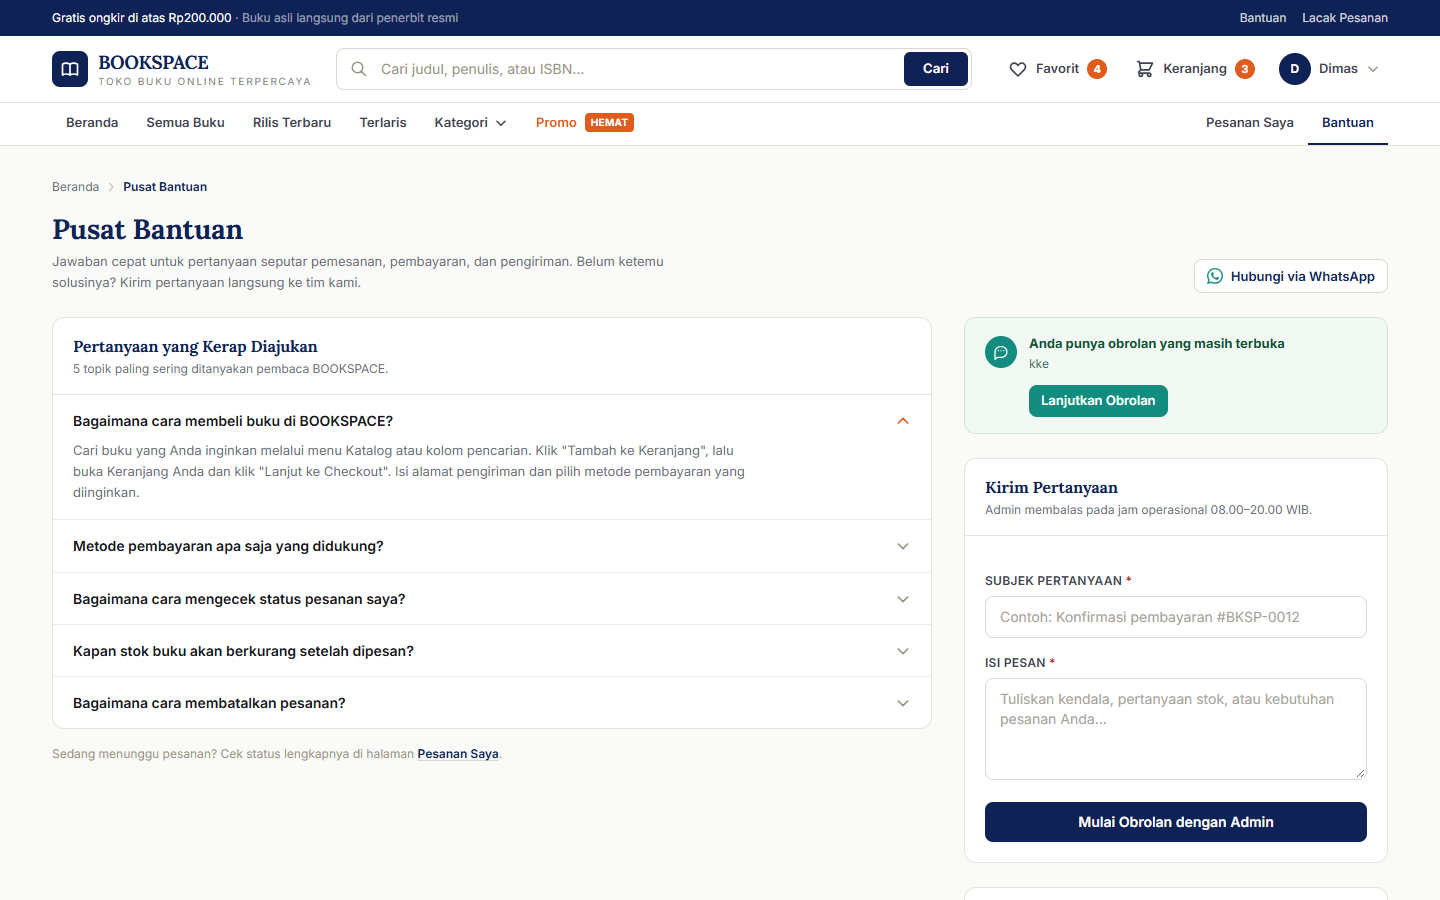 Gratis ongkir di atas Rp200.000 · Buku asli langsung dari penerbit resmi
Bantuan
Lacak Pesanan
BOOKSPACE
TOKO BUKU ONLINE TERPERCAYA
Cari judul, penulis, atau ISBN...
Cari
Favorit 4
Keranjang 3
D Dimas
Beranda
Semua Buku
Rilis Terbaru
Terlaris
Kategori
Promo HEMAT
Pesanan Saya
Bantuan
Beranda
Pusat Bantuan
Pusat Bantuan
Jawaban cepat untuk pertanyaan seputar pemesanan, pembayaran, dan pengiriman. Belum ketemu
solusinya? Kirim pertanyaan langsung ke tim kami.
Hubungi via WhatsApp
Pertanyaan yang Kerap Diajukan
5 topik paling sering ditanyakan pembaca BOOKSPACE.
Bagaimana cara membeli buku di BOOKSPACE?
Cari buku yang Anda inginkan melalui menu Katalog atau kolom pencarian. Klik "Tambah ke Keranjang", lalu
buka Keranjang Anda dan klik "Lanjut ke Checkout". Isi alamat pengiriman dan pilih metode pembayaran yang
diinginkan.
Metode pembayaran apa saja yang didukung?
Bagaimana cara mengecek status pesanan saya?
Kapan stok buku akan berkurang setelah dipesan?
Bagaimana cara membatalkan pesanan?
Sedang menunggu pesanan? Cek status lengkapnya di halaman Pesanan Saya.
Anda punya obrolan yang masih terbuka
kke
Lanjutkan Obrolan
Kirim Pertanyaan
Admin membalas pada jam operasional 08.00–20.00 WIB.
SUBJEK PERTANYAAN *
Contoh: Konfirmasi pembayaran #BKSP-0012
ISI PESAN *
Tuliskan kendala, pertanyaan stok, atau kebutuhan
pesanan Anda...
Mulai Obrolan dengan Admin